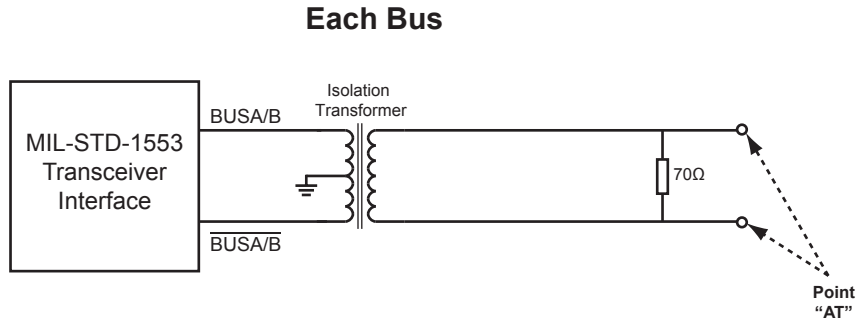 Each Bus
Isolation
Transformer
BUSA/B
MIL-STD-1553
Transceiver
Interface
70Ω
BUSA/B
Point
“AT”